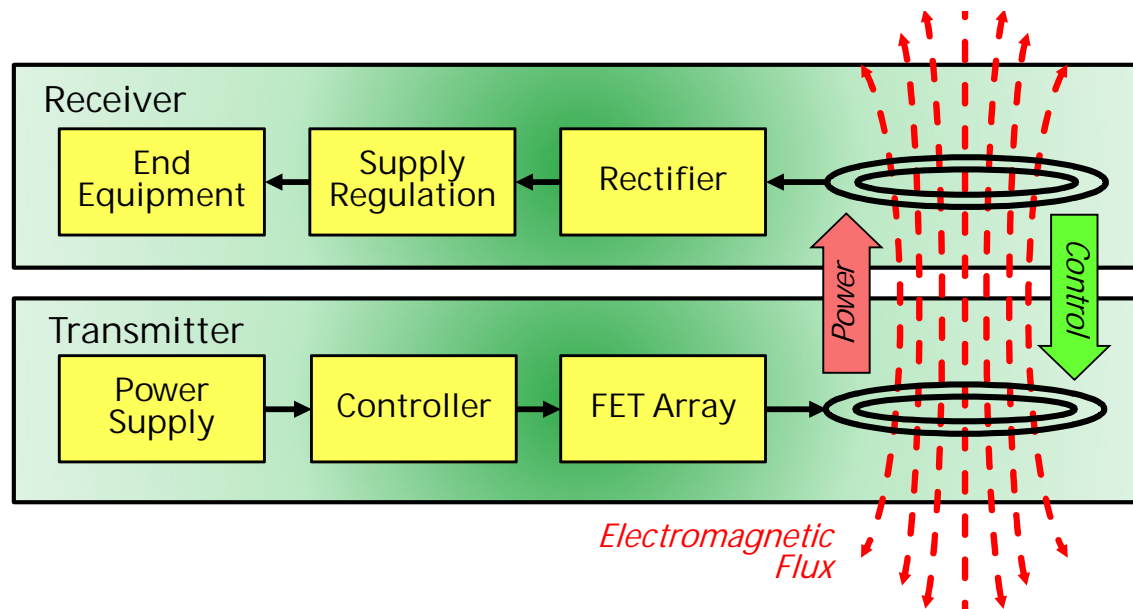 Receiver
End
Equipment
Supply
Regulation
Rectifier
Power
Control
Transmitter
Power
Supply
Controller
FET Array
Electromagnetic
Flux